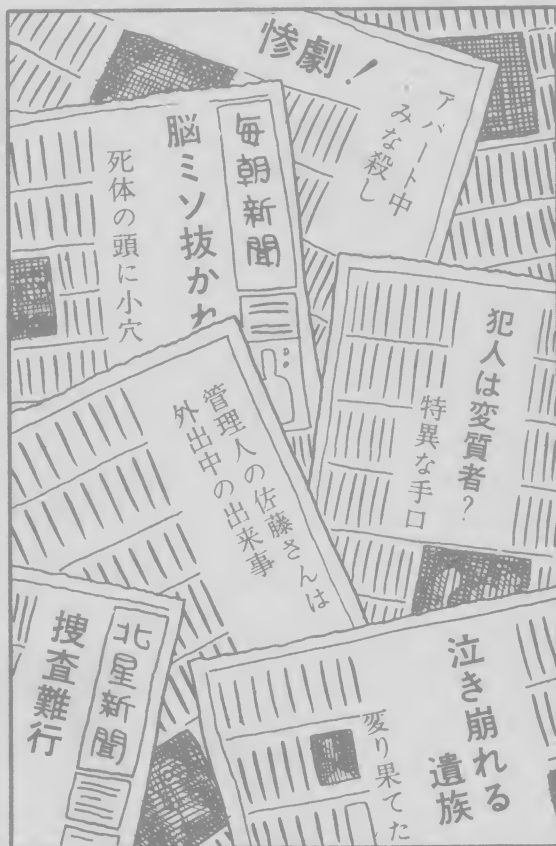 惨劇!
アパート中
みな殺し
毎朝新聞
脳ミソ抜かれ
死体の頭に小穴
犯人は変質者?
特異な手口
管理人の佐藤さんは
外出中の出来事
北星新聞
捜査難行
泣き崩れる
遺族
変り果てた